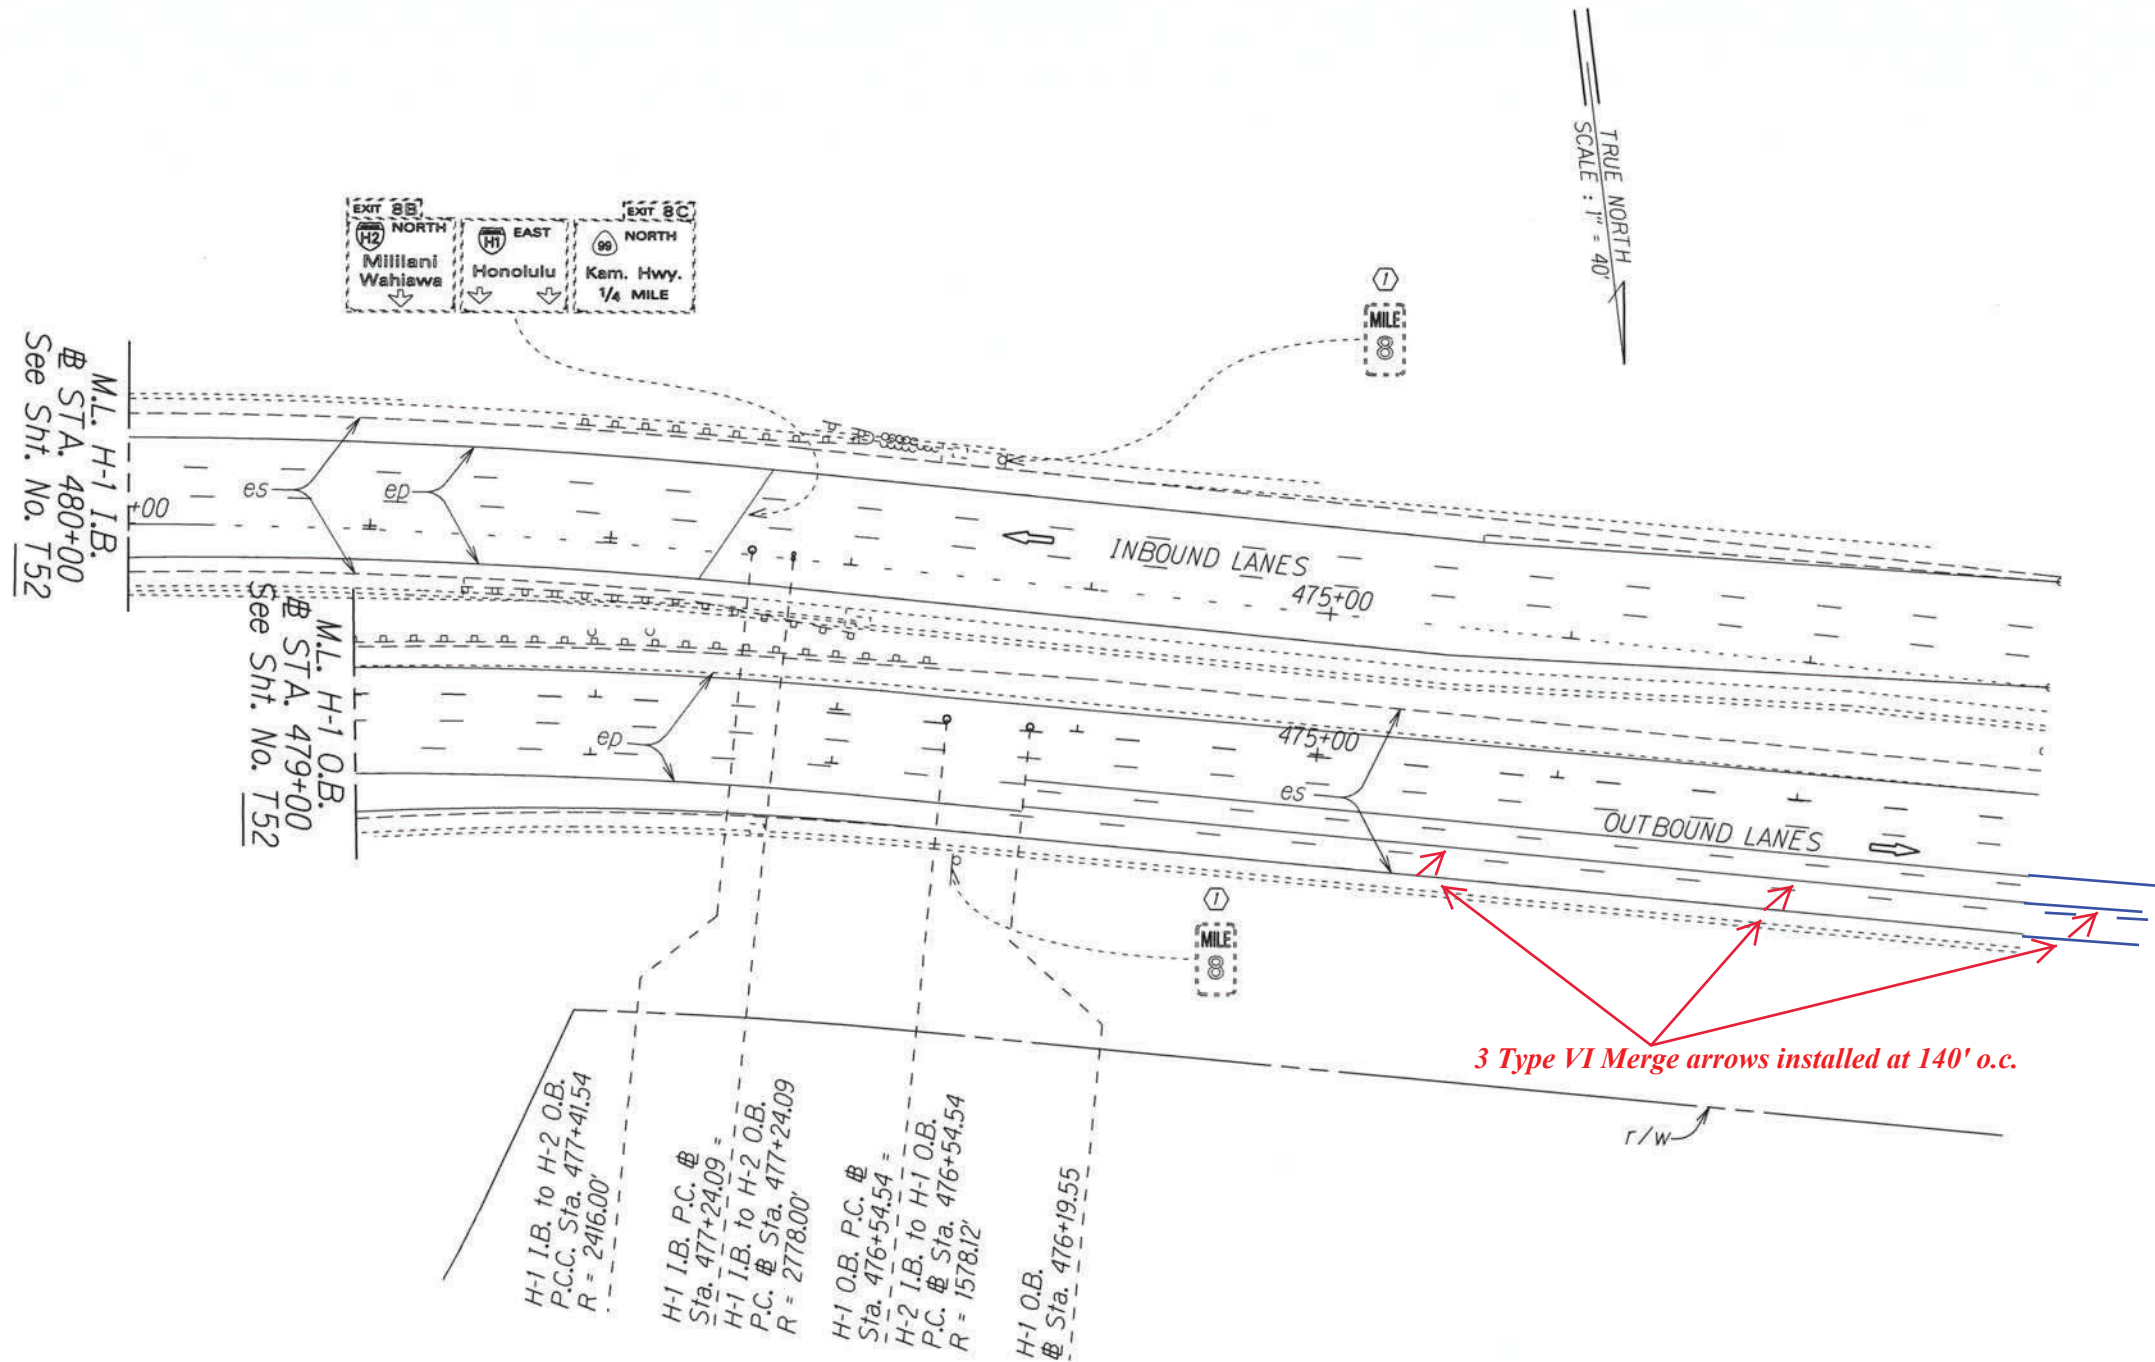 TRUE NORTH
SCALE : 1" = 40'
EXIT 8B
H2 NORTH
Mililani
Wahiawa
H1 EAST
Honolulu
EXIT 8C
99 NORTH
Kam. Hwy.
1/4 MILE
1
MILE
8
M.L. H-1 I.B.
℄ STA. 480+00
See Sht. No. T52
+00
es
ep
INBOUND LANES
475+00
M.L. H-1 O.B.
℄ STA. 479+00
See Sht. No. T52
ep
475+00
es
OUTBOUND LANES
1
MILE
8
3 Type VI Merge arrows installed at 140' o.c.
r/w
H-1 I.B. to H-2 O.B.
P.C.C. Sta. 477+41.54
R = 2416.00'
H-1 I.B. P.C. ℄
Sta. 477+24.09 =
H-1 I.B. to H-2 O.B.
P.C. ℄ Sta. 477+24.09
R = 2778.00'
H-1 O.B. P.C. ℄
Sta. 476+54.54 =
H-2 I.B. to H-1 O.B.
P.C. ℄ Sta. 476+54.54
R = 1578.12'
H-1 O.B.
℄ Sta. 476+19.55